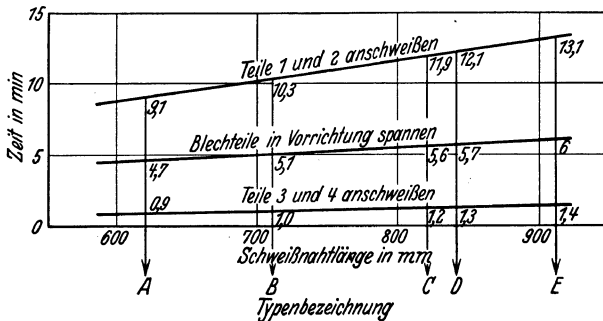 15
Zeit in min
Teile 1 und 2 anschweißen
11,9
12,1
13,1
10
9,1
10,3
Blechteile in Vorrichtung spannen
5
4,7
5,1
5,6
5,7
6
Teile 3 und 4 anschweißen
0,9
1,0
1,2
1,3
1,4
0
600
700
800
900
Schweißnahtlänge in mm
A
B
C
D
E
Typenbezeichnung